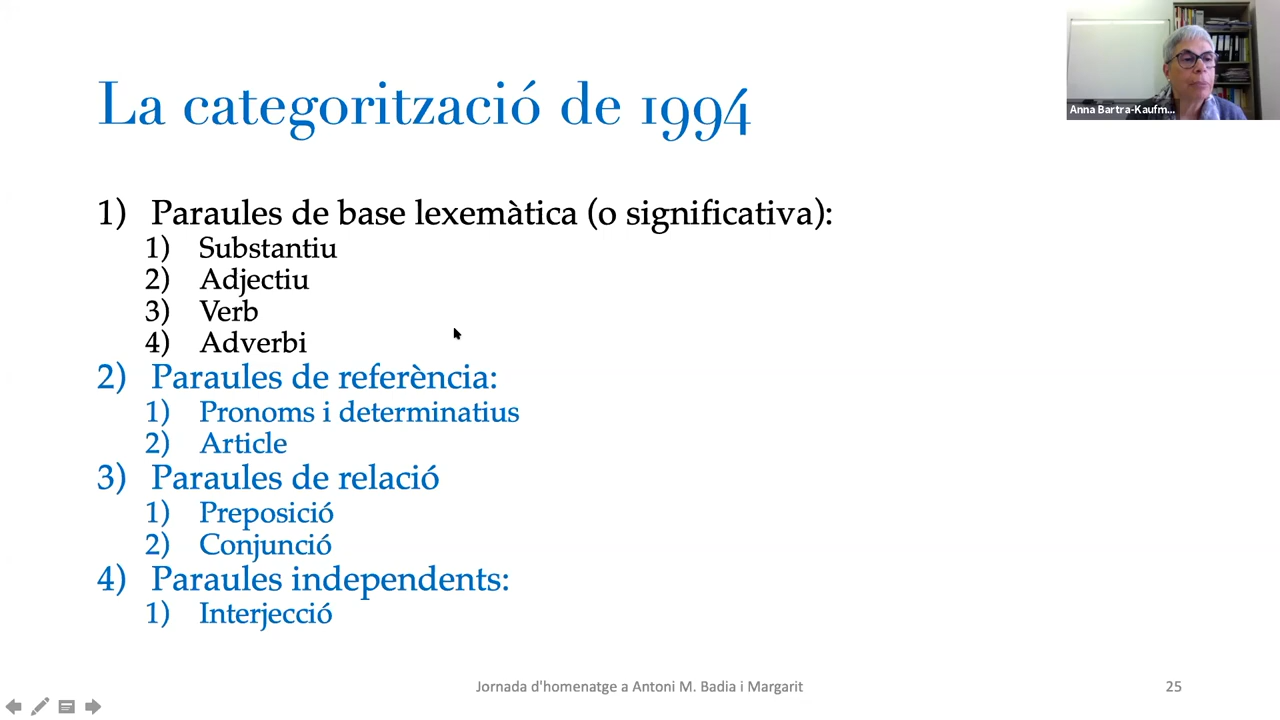 La categorització de 1994
Anna Bartra-Kaufm...
1) Paraules de base lexemàtica (o significativa):
1) Substantiu
2) Adjectiu
3) Verb
4) Adverbi
2) Paraules de referència:
1) Pronoms i determinatius
2) Article
3) Paraules de relació
1) Preposició
2) Conjunció
4) Paraules independents:
1) Interjecció
Jornada d'homenatge a Antoni M. Badia i Margarit
25